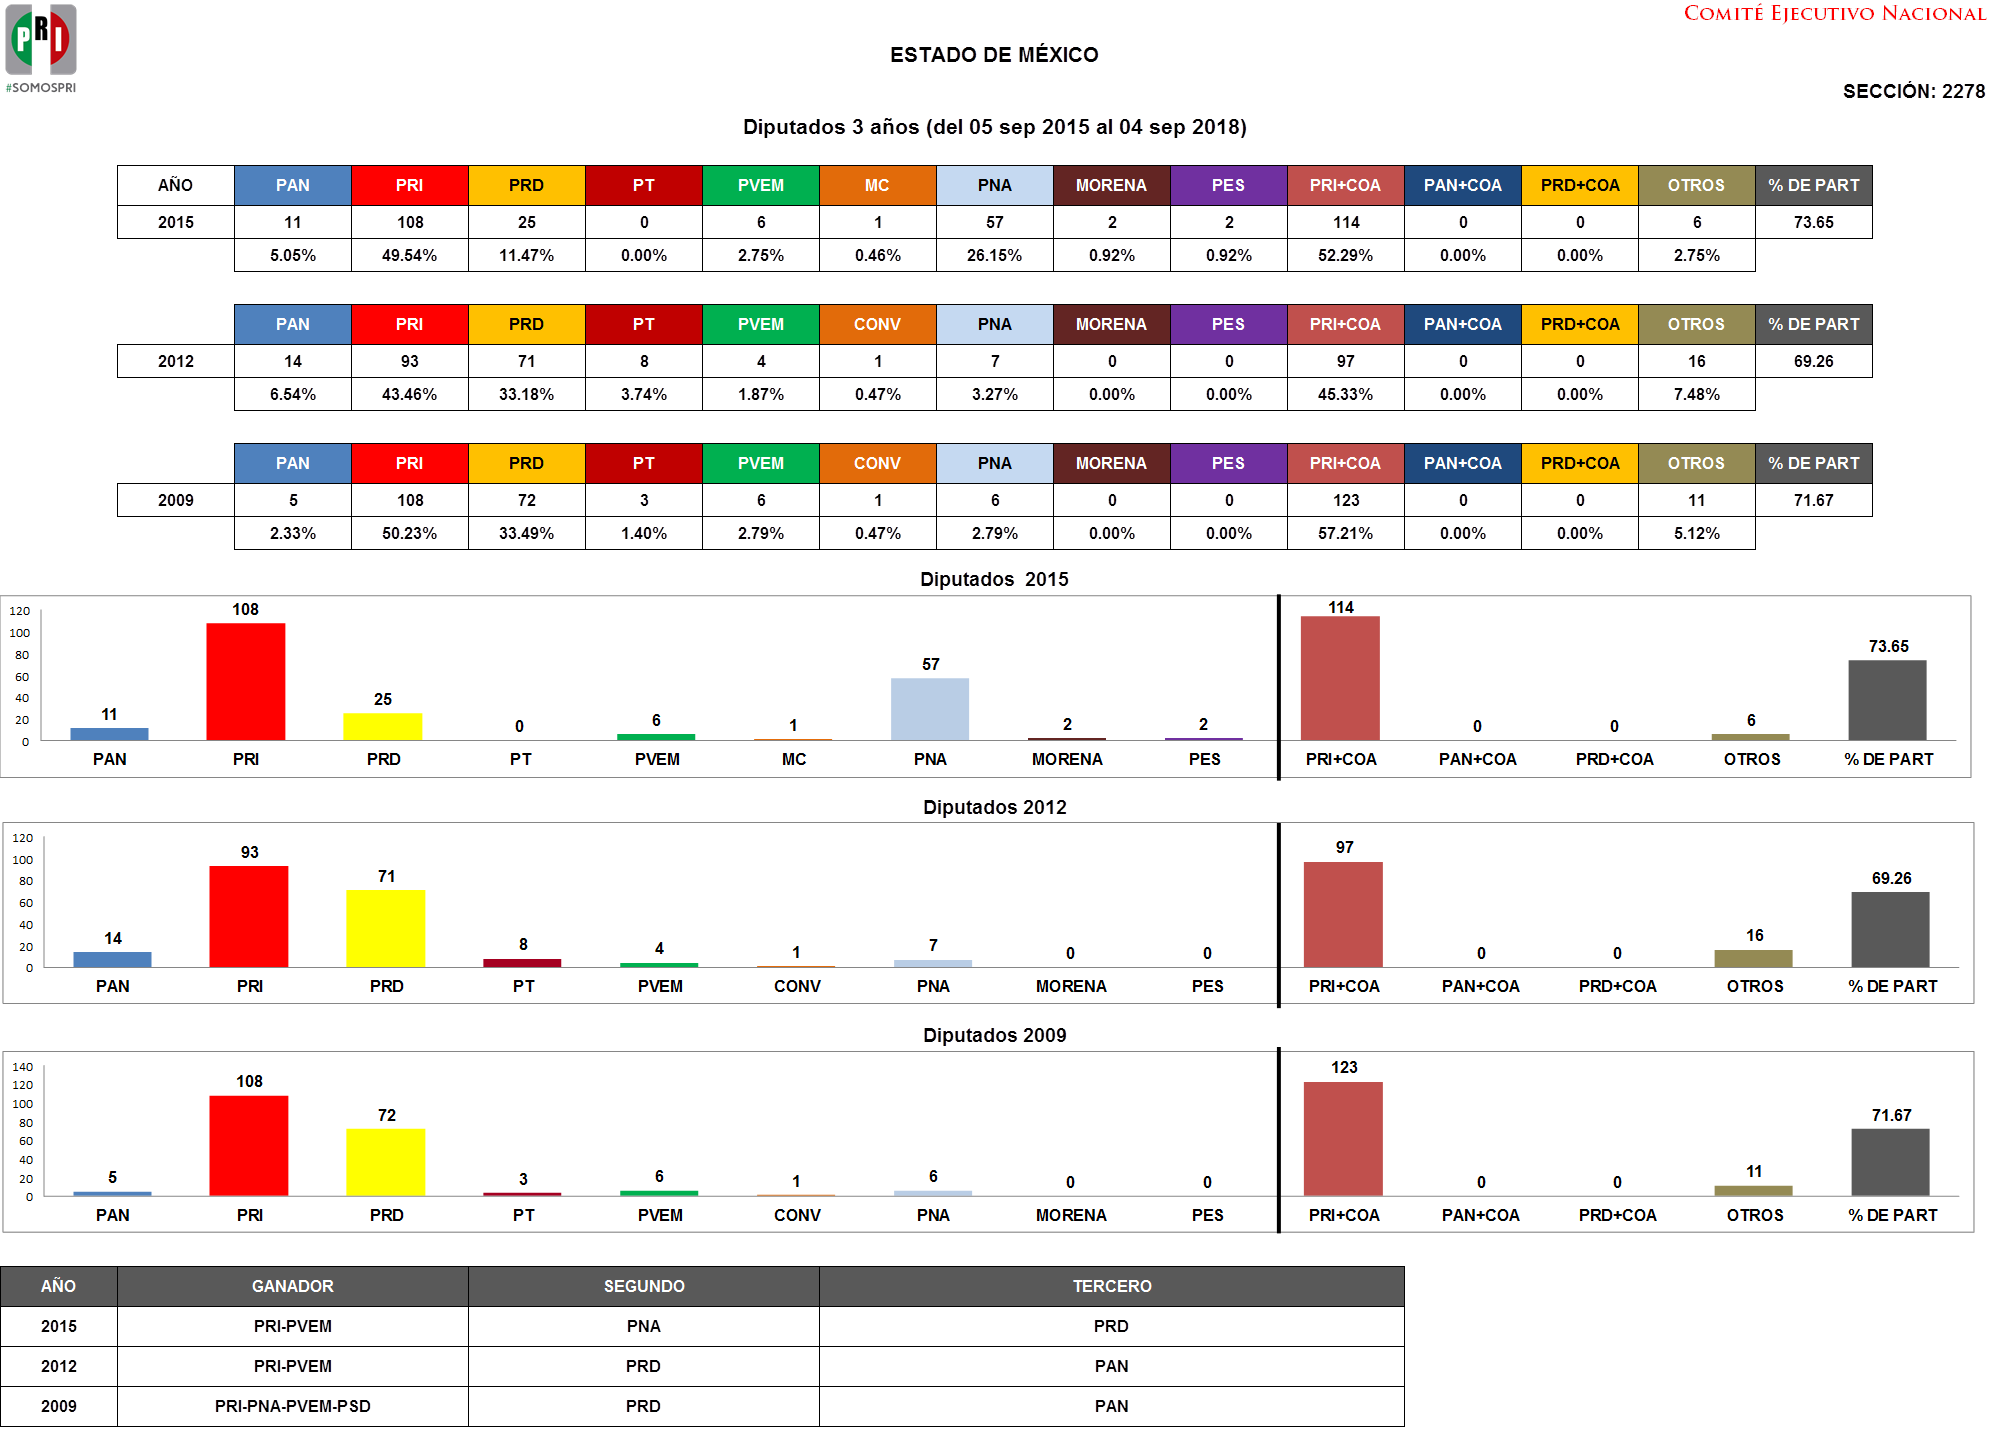 PRI
#SOMOSPRI
COMITÉ EJECUTIVO NACIONAL
ESTADO DE MÉXICO
SECCIÓN: 2278
Diputados 3 años (del 05 sep 2015 al 04 sep 2018)
AÑO PAN PRI PRD PT PVEM MC PNA MORENA PES PRI+COA PAN+COA PRD+COA OTROS % DE PART
2015 11 108 25 0 6 1 57 2 2 114 0 0 6 73.65
5.05% 49.54% 11.47% 0.00% 2.75% 0.46% 26.15% 0.92% 0.92% 52.29% 0.00% 0.00% 2.75%
PAN PRI PRD PT PVEM CONV PNA MORENA PES PRI+COA PAN+COA PRD+COA OTROS % DE PART
2012 14 93 71 8 4 1 7 0 0 97 0 0 16 69.26
6.54% 43.46% 33.18% 3.74% 1.87% 0.47% 3.27% 0.00% 0.00% 45.33% 0.00% 0.00% 7.48%
PAN PRI PRD PT PVEM CONV PNA MORENA PES PRI+COA PAN+COA PRD+COA OTROS % DE PART
2009 5 108 72 3 6 1 6 0 0 123 0 0 11 71.67
2.33% 50.23% 33.49% 1.40% 2.79% 0.47% 2.79% 0.00% 0.00% 57.21% 0.00% 0.00% 5.12%
Diputados 2015
120
100
80
60
40
20
0
11 108 25 0 6 1 57 2 2 114 0 0 6 73.65
PAN PRI PRD PT PVEM MC PNA MORENA PES PRI+COA PAN+COA PRD+COA OTROS % DE PART
Diputados 2012
120
100
80
60
40
20
0
14 93 71 8 4 1 7 0 0 97 0 0 16 69.26
PAN PRI PRD PT PVEM CONV PNA MORENA PES PRI+COA PAN+COA PRD+COA OTROS % DE PART
Diputados 2009
140
120
100
80
60
40
20
0
5 108 72 3 6 1 6 0 0 123 0 0 11 71.67
PAN PRI PRD PT PVEM CONV PNA MORENA PES PRI+COA PAN+COA PRD+COA OTROS % DE PART
AÑO GANADOR SEGUNDO TERCERO
2015 PRI-PVEM PNA PRD
2012 PRI-PVEM PRD PAN
2009 PRI-PNA-PVEM-PSD PRD PAN